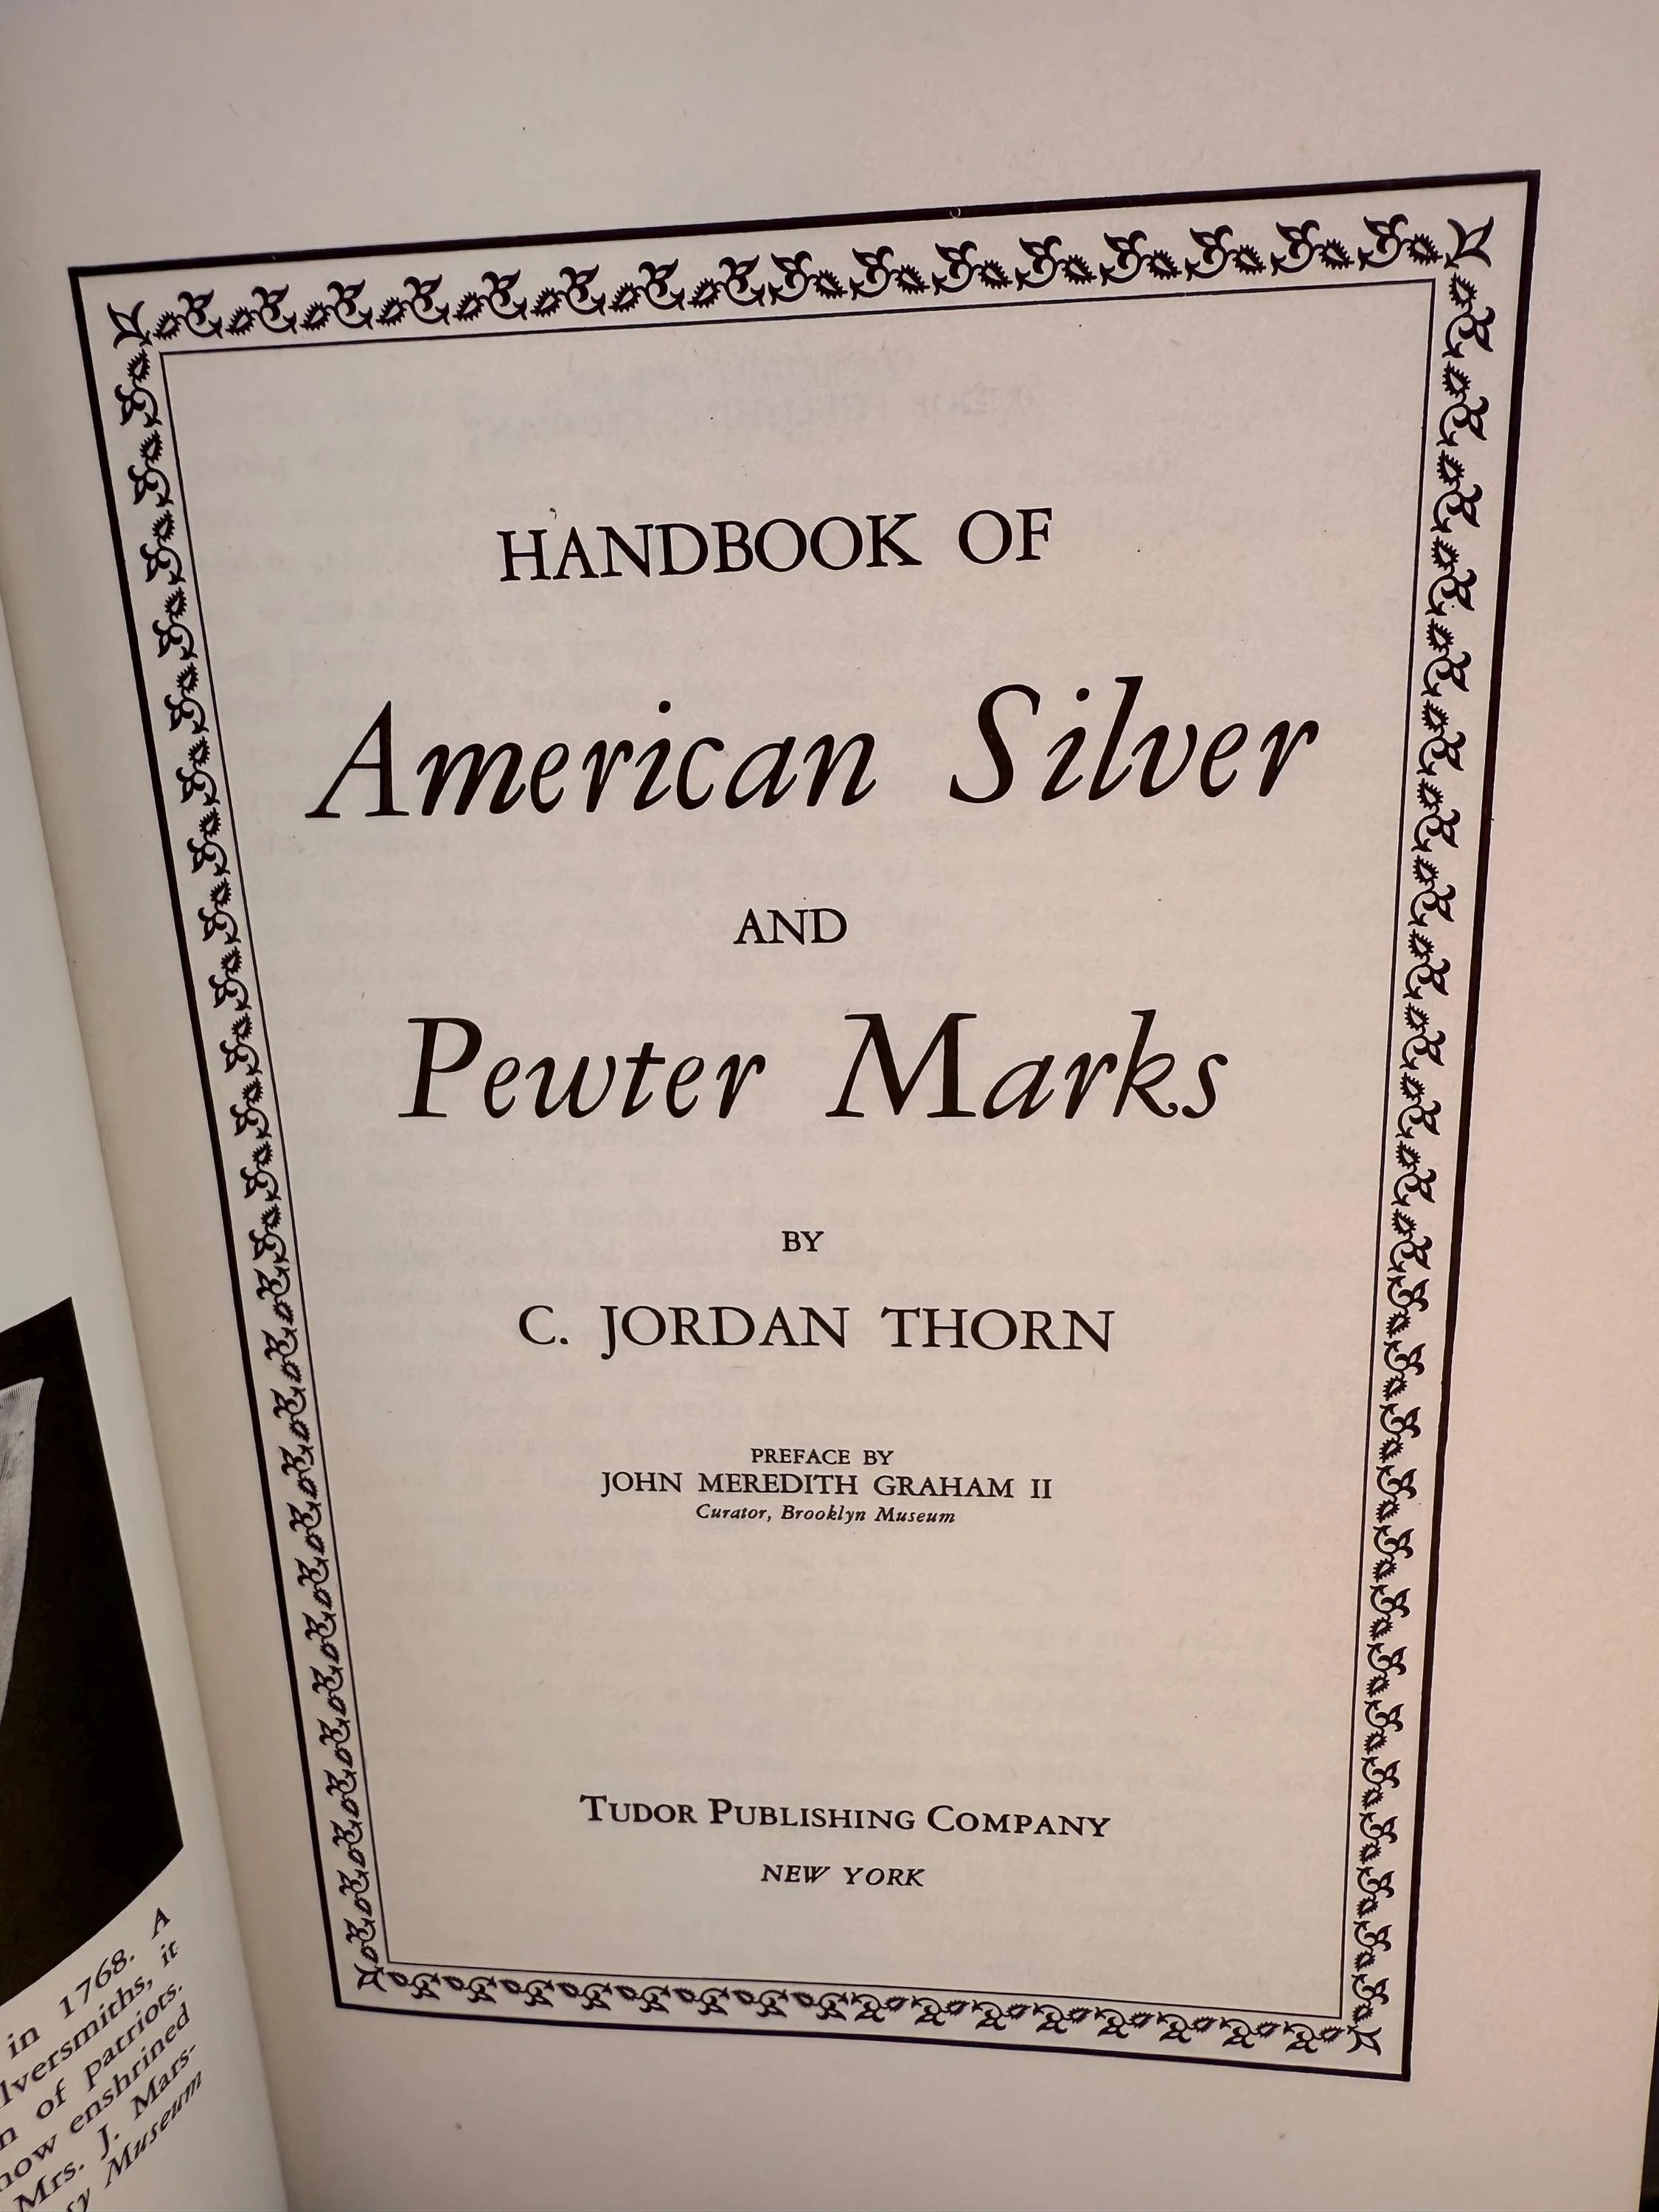 in 1768. A
smiths, it
of patriots.
now enshrined
Mrs. J. Mars-
Museum
HANDBOOK OF
American Silver
AND
Pewter Marks
BY
C. JORDAN THORN
PREFACE BY
JOHN MEREDITH GRAHAM II
Curator, Brooklyn Museum
TUDOR PUBLISHING COMPANY
NEW YORK